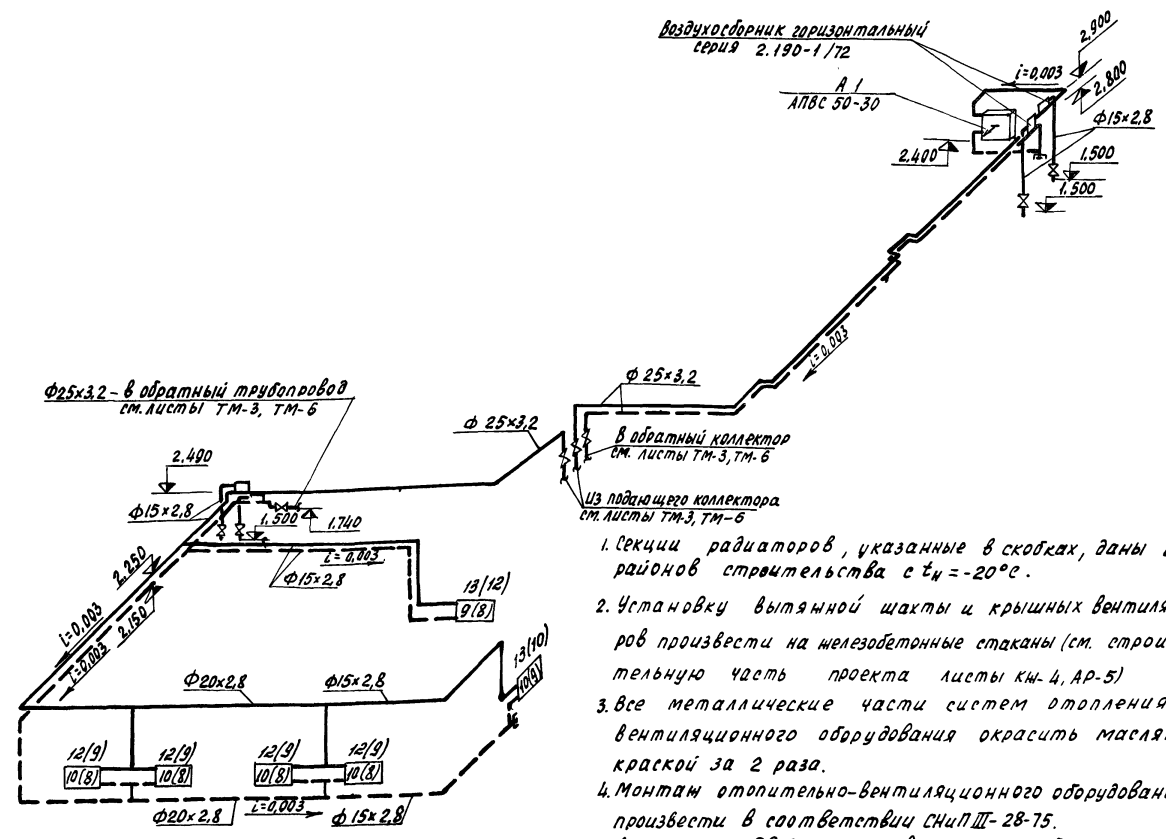 Воздухосборник горизонтальный
серия 2.190-1/72
А 1
АПВС 50-30
i=0,003
2,900
2,800
Ф15×2,8
2.400
1.500
1.500
i=0,003
Ф 25×3,2
Ф25×3,2 - в обратный трубопровод
см. листы ТМ-3, ТМ-6
Ф 25×3,2
В обратный коллектор
см. листы ТМ-3, ТМ-6
2.490
Из подающего коллектора
см. листы ТМ-3, ТМ-6
Ф15×2,8
1.500
1.740
i=0,003
Ф15×2,8
2.250
2.150
i=0,003
i=0,003
13(12)
9(8)
13(10)
10(9)
Ф20×2,8
Ф15×2,8
12(9)
12(9)
12(9)
12(9)
10(8)
10(8)
10(8)
10(8)
Ф20×2,8
i=0,003
Ф 15×2,8
1. Секции радиаторов, указанные в скобках, даны
районов строительства с tн = -20°С.
2. Установку вытяжной шахты и крышных вентиля
ров произвести на железобетонные стаканы (см. строи
тельную часть проекта листы КЖ-4, АР-5)
3. Все металлические части систем отопления
вентиляционного оборудования окрасить масля
краской за 2 раза.
4. Монтаж отопительно-вентиляционного оборудован
произвести в соответствии СНиП III-28-75.